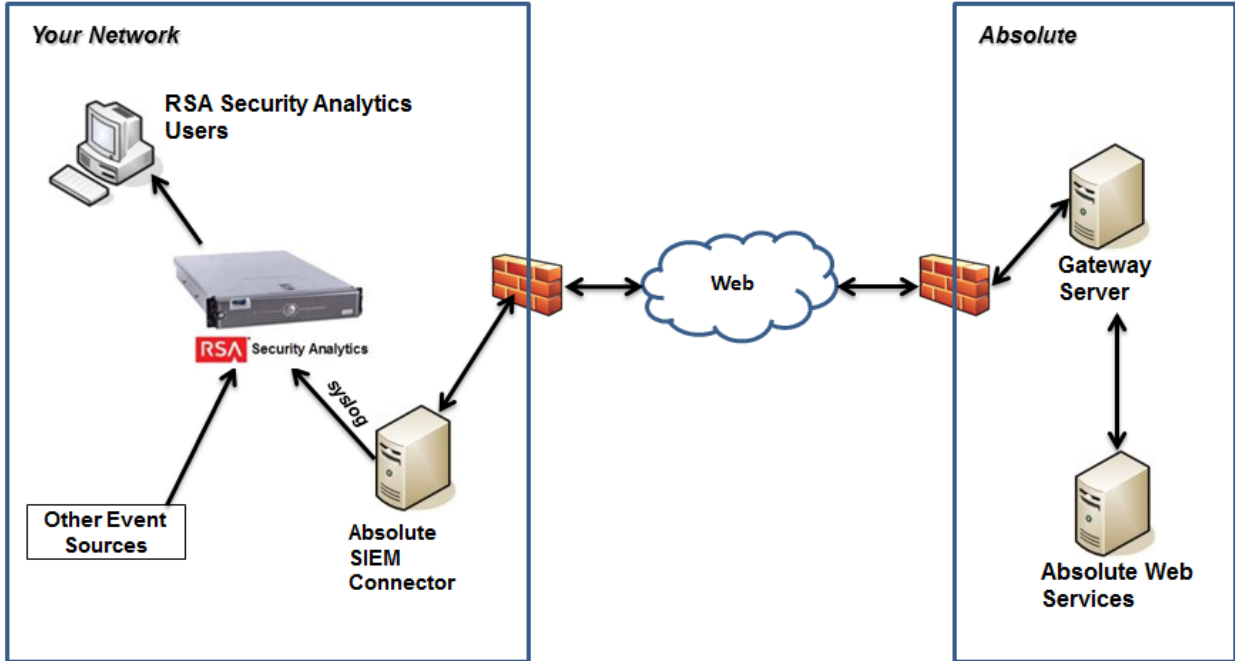 Your Network
RSA Security Analytics
Users
RSA Security Analytics
syslog
Other Event
Sources
Absolute
SIEM
Connector
Web
Absolute
Gateway
Server
Absolute Web
Services